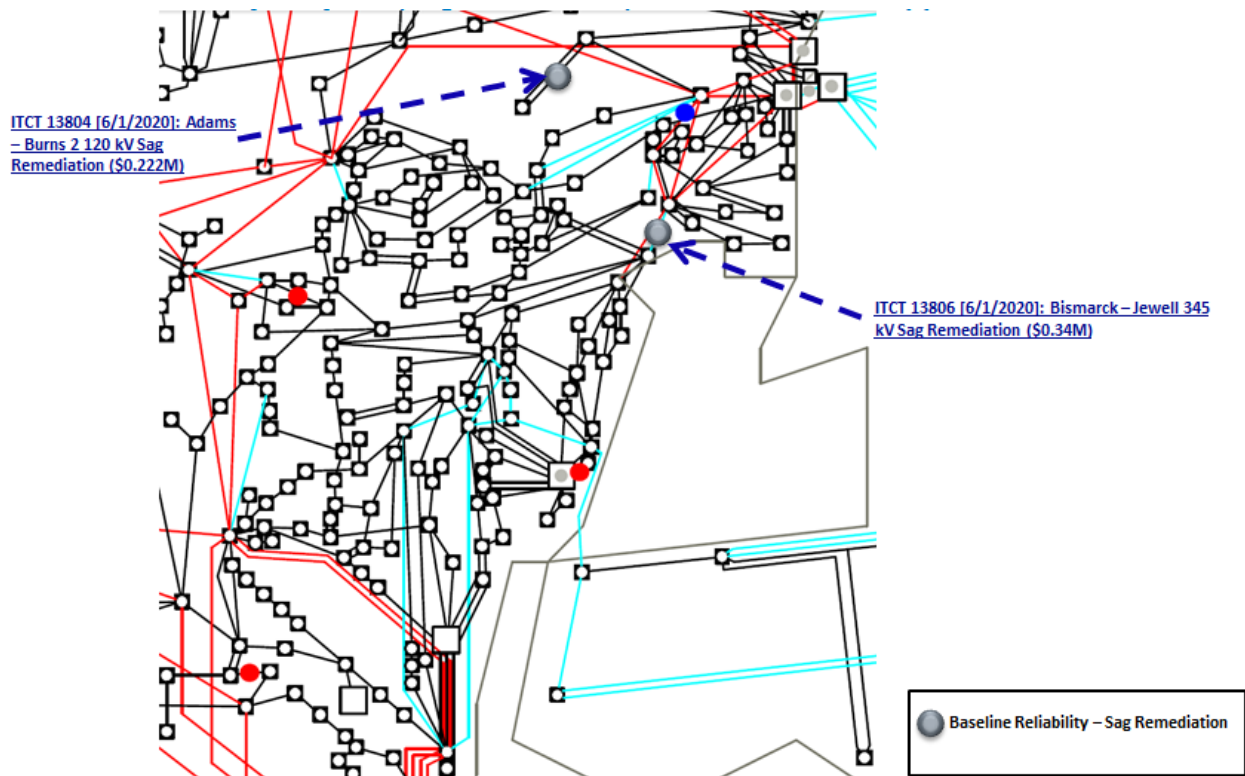 ITCT 13804 [6/1/2020]: Adams
– Burns 2 120 kV Sag
Remediation ($0.222M)
ITCT 13806 [6/1/2020]: Bismarck – Jewell 345
kV Sag Remediation ($0.34M)
Baseline Reliability – Sag Remediation